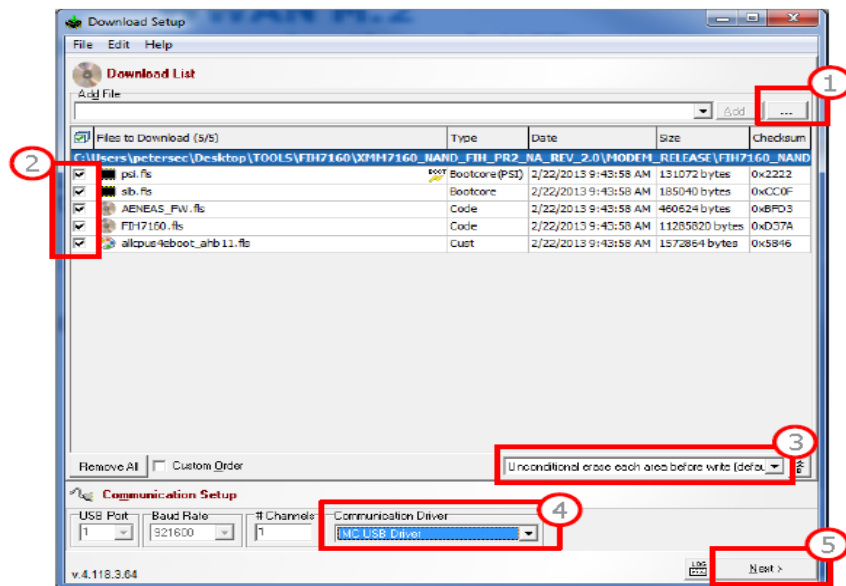 Download Setup
File Edit Help
Download List
Add File
Add ...
1
Files to Download (5/5) Type Date Size Checksum
C:\Users\petersec\Desktop\TOOLS\FIH7160\XMM7160_NAND_FIH_PR2_NA_REV_2.0\MODEM_RELEASE\FIH7160_NAND
2
psi.fls BOOT Bootcore(PSI) 2/22/2013 9:43:58 AM 131072 bytes 0x2222
slb.fls Bootcore 2/22/2013 9:43:58 AM 185040 bytes 0xCC0F
AENEAS_FW.fls Code 2/22/2013 9:43:58 AM 460624 bytes 0xBFD3
FIH7160.fls Code 2/22/2013 9:43:58 AM 11285820 bytes 0xD37A
allcpus4eboot_ahb11.fls Cust 2/22/2013 9:43:58 AM 1572864 bytes 0x5846
3
Remove All Custom Order Unconditional erase each area before write (defau
Communication Setup
USB Port Baud Rate # Channels Communication Driver
4
1 921600 1 IMC USB Driver
5
v.4.118.3.64 LOG Next >